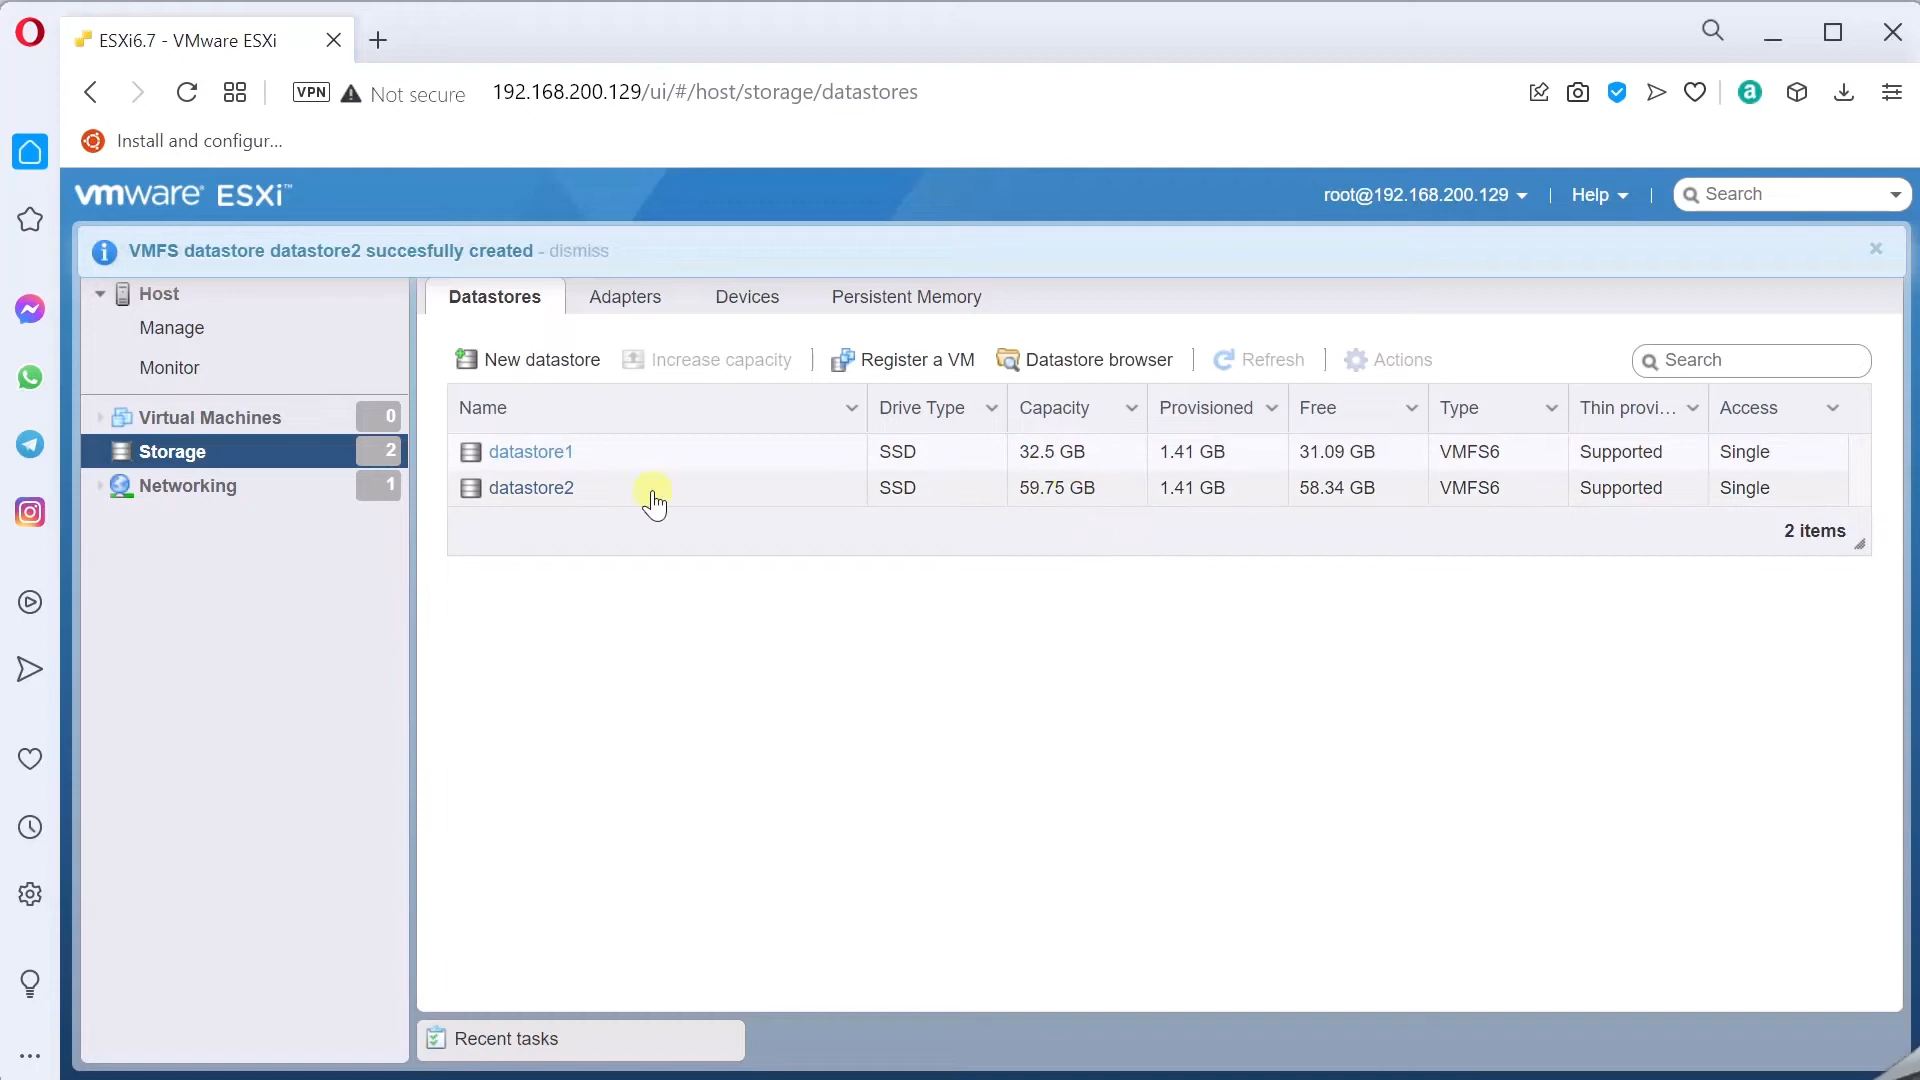 ESXi6.7 - VMware ESXi
VPN Not secure 192.168.200.129/ui/#/host/storage/datastores
a
Install and configur...
vmware® ESXi™ root@192.168.200.129 | Help | Search
VMFS datastore datastore2 succesfully created - dismiss
Host
Manage
Monitor
Virtual Machines 0
Storage 2
Networking 1
Datastores Adapters Devices Persistent Memory
New datastore Increase capacity | Register a VM Datastore browser | Refresh | Actions Search
Name Drive Type Capacity Provisioned Free Type Thin provi... Access
datastore1 SSD 32.5 GB 1.41 GB 31.09 GB VMFS6 Supported Single
datastore2 SSD 59.75 GB 1.41 GB 58.34 GB VMFS6 Supported Single
2 items
Recent tasks